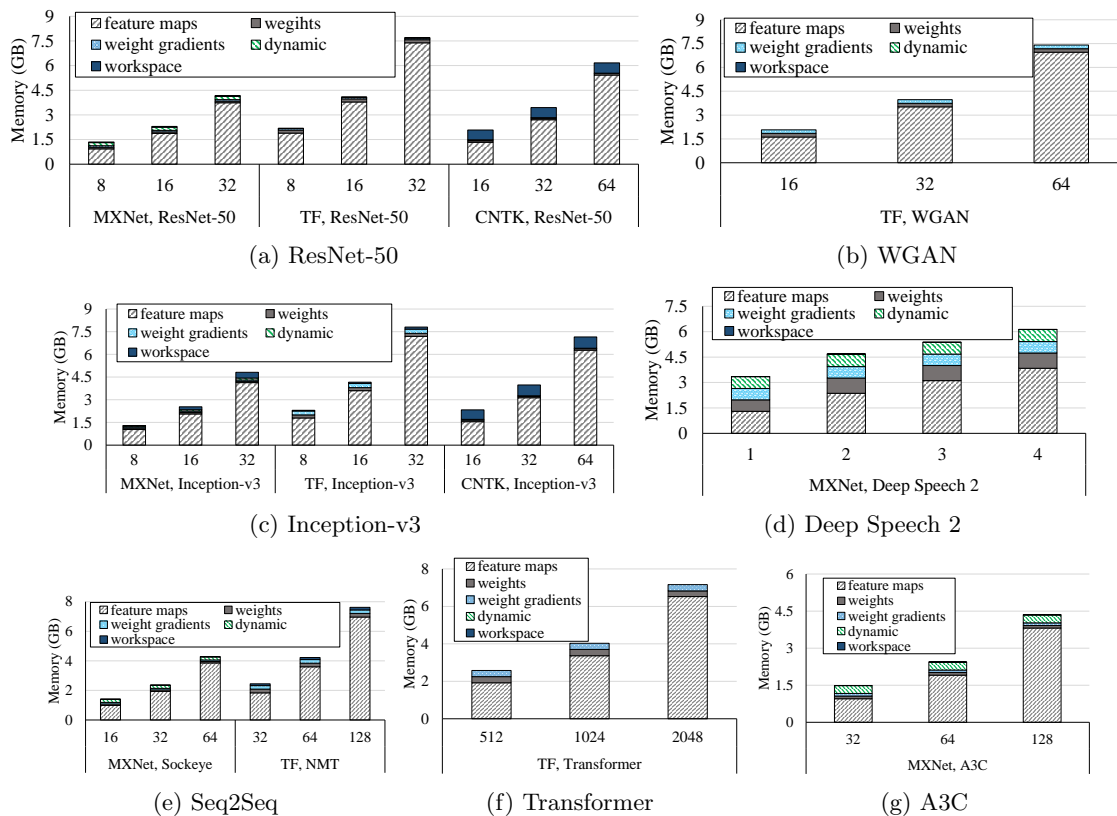 Memory (GB)
9
7.5
6
4.5
3
1.5
0
feature maps wegihts
weight gradients dynamic
workspace
8 16 32 8 16 32 16 32 64
MXNet, ResNet-50 TF, ResNet-50 CNTK, ResNet-50
(a) ResNet-50
Memory (GB)
9
7.5
6
4.5
3
1.5
0
feature maps weights
weight gradients dynamic
workspace
16 32 64
TF, WGAN
(b) WGAN
Memory (GB)
9
7.5
6
4.5
3
1.5
0
feature maps weights
weight gradients dynamic
workspace
8 16 32 8 16 32 16 32 64
MXNet, Inception-v3 TF, Inception-v3 CNTK, Inception-v3
(c) Inception-v3
Memory (GB)
7.5
6
4.5
3
1.5
0
feature maps weights
weight gradients dynamic
workspace
1 2 3 4
MXNet, Deep Speech 2
(d) Deep Speech 2
Memory (GB)
8
6
4
2
0
feature maps weights
weight gradients dynamic
workspace
16 32 64 32 64 128
MXNet, Sockeye TF, NMT
(e) Seq2Seq
Memory (GB)
8
6
4
2
0
feature maps
weights
weight gradients
dynamic
workspace
512 1024 2048
TF, Transformer
(f) Transformer
Memory (GB)
6
4.5
3
1.5
0
feature maps
weights
weight gradients
dynamic
workspace
32 64 128
MXNet, A3C
(g) A3C